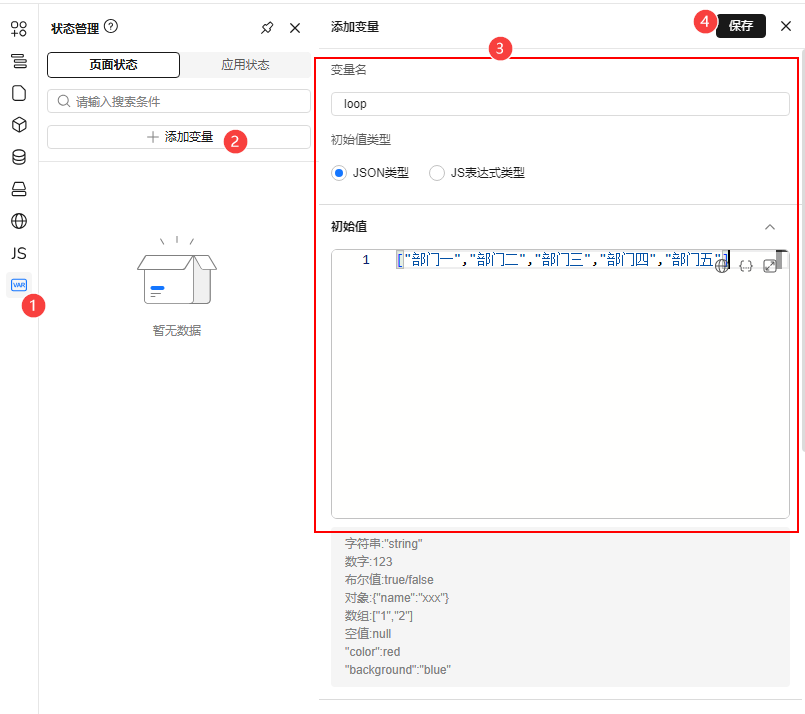 状态管理
页面状态
应用状态
请输入搜索条件
添加变量
2
暂无数据
JS
VAR
1
添加变量
4
保存
3
变量名
loop
初始值类型
JSON类型
JS表达式类型
初始值
1
["部门一","部门二","部门三","部门四","部门五"]
字符串:"string"
数字:123
布尔值:true/false
对象:{"name":"xxx"}
数组:["1","2"]
空值:null
"color":red
"background":"blue"